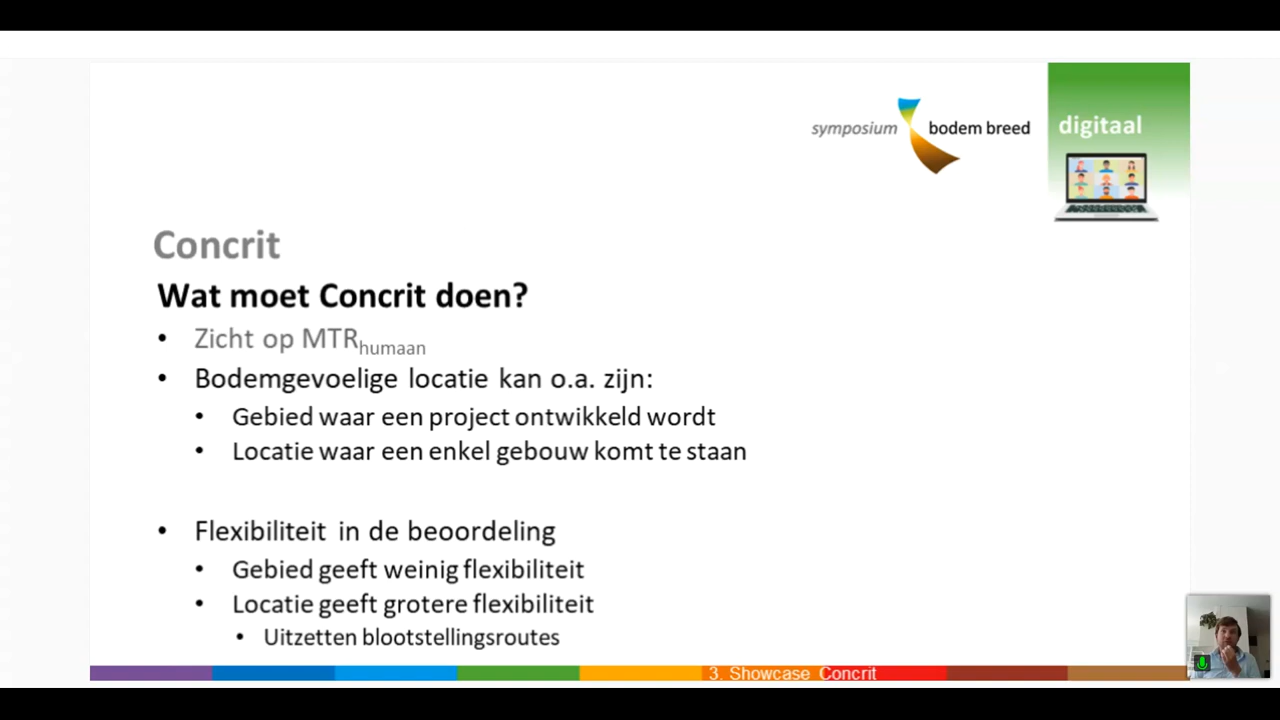 symposium bodem breed digitaal
Concrit
Wat moet Concrit doen?
• Zicht op MTRhumaan
• Bodemgevoelige locatie kan o.a. zijn:
• Gebied waar een project ontwikkeld wordt
• Locatie waar een enkel gebouw komt te staan
• Flexibiliteit in de beoordeling
• Gebied geeft weinig flexibiliteit
• Locatie geeft grotere flexibiliteit
• Uitzetten blootstellingsroutes
3. Showcase Concrit